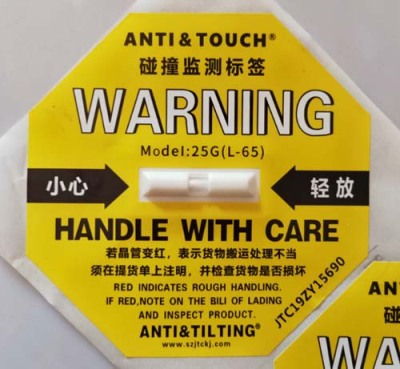 ANTI & TOUCH®
碰撞监测标签
WARNING
Model:25G(L-65)
小心
轻放
HANDLE WITH CARE
若晶管变红，表示货物搬运处理不当
须在提货单上注明，并检查货物是否损坏
RED INDICATES ROUGH HANDLING.
IF RED,NOTE ON THE BILI OF LADING
AND INSPECT PRODUCT.
ANTI&TILTING®
www.szjtckj.com
JTC19ZY15690
ANTI &
碰撞
WA
Mod